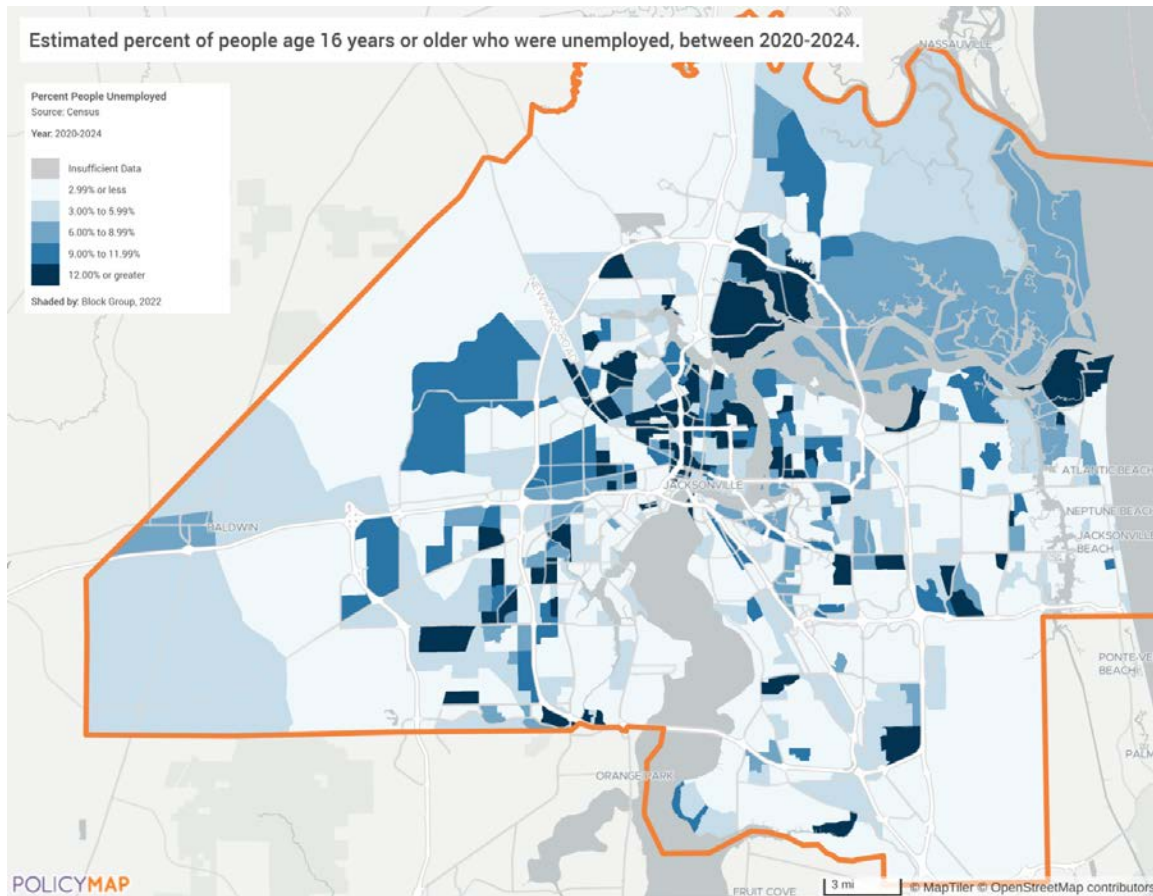 Estimated percent of people age 16 years or older who were unemployed, between 2020-2024.
NASSAUVILLE
Percent People Unemployed
Source: Census
Year: 2020-2024
Insufficient Data
2.99% or less
3.00% to 5.99%
6.00% to 8.99%
9.00% to 11.99%
12.00% or greater
Shaded by: Block Group, 2022
ATLANTIC BEACH
JACKSONVILLE
NEPTUNE BEACH
BALDWIN
JACKSONVILLE
BEACH
PONTE-VE
BEACH
PALM
ORANGE PARK
POLICYMAP
3 mi
© MapTiler © OpenStreetMap contributors
FRUIT COVE